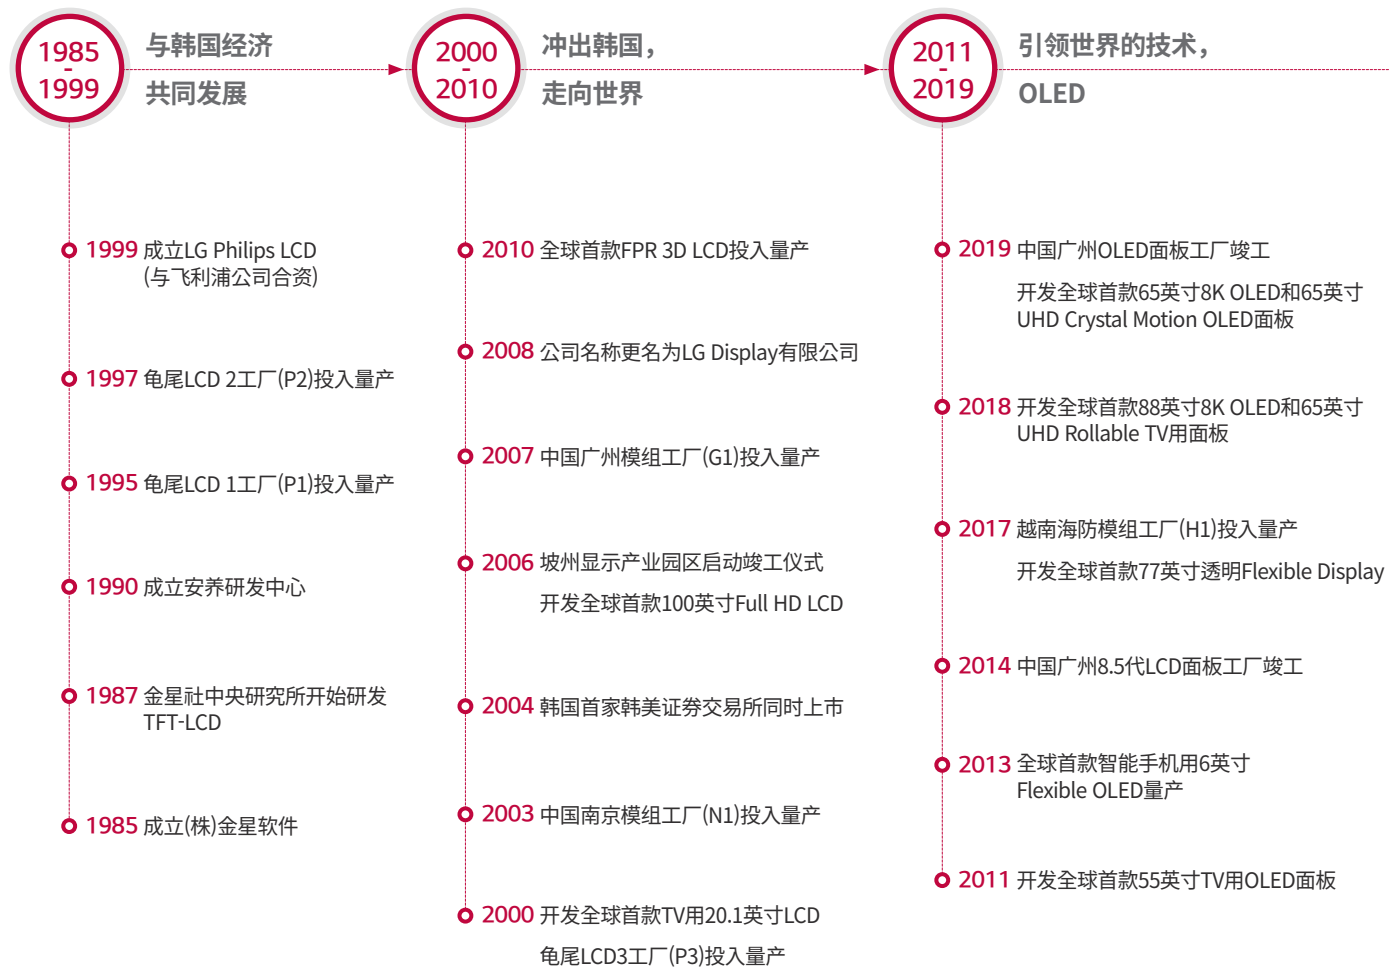 1985
-
1999
与韩国经济
共同发展
1999 成立LG Philips LCD
(与飞利浦公司合资)
1997 龟尾LCD 2工厂(P2)投入量产
1995 龟尾LCD 1工厂(P1)投入量产
1990 成立安养研发中心
1987 金星社中央研究所开始研发
TFT-LCD
1985 成立(株)金星软件
2000
-
2010
冲出韩国，
走向世界
2010 全球首款FPR 3D LCD投入量产
2008 公司名称更名为LG Display有限公司
2007 中国广州模组工厂(G1)投入量产
2006 坡州显示产业园区启动竣工仪式
开发全球首款100英寸Full HD LCD
2004 韩国首家韩美证券交易所同时上市
2003 中国南京模组工厂(N1)投入量产
2000 开发全球首款TV用20.1英寸LCD
龟尾LCD3工厂(P3)投入量产
2011
-
2019
引领世界的技术，
OLED
2019 中国广州OLED面板工厂竣工
开发全球首款65英寸8K OLED和65英寸
UHD Crystal Motion OLED面板
2018 开发全球首款88英寸8K OLED和65英寸
UHD Rollable TV用面板
2017 越南海防模组工厂(H1)投入量产
开发全球首款77英寸透明Flexible Display
2014 中国广州8.5代LCD面板工厂竣工
2013 全球首款智能手机用6英寸
Flexible OLED量产
2011 开发全球首款55英寸TV用OLED面板